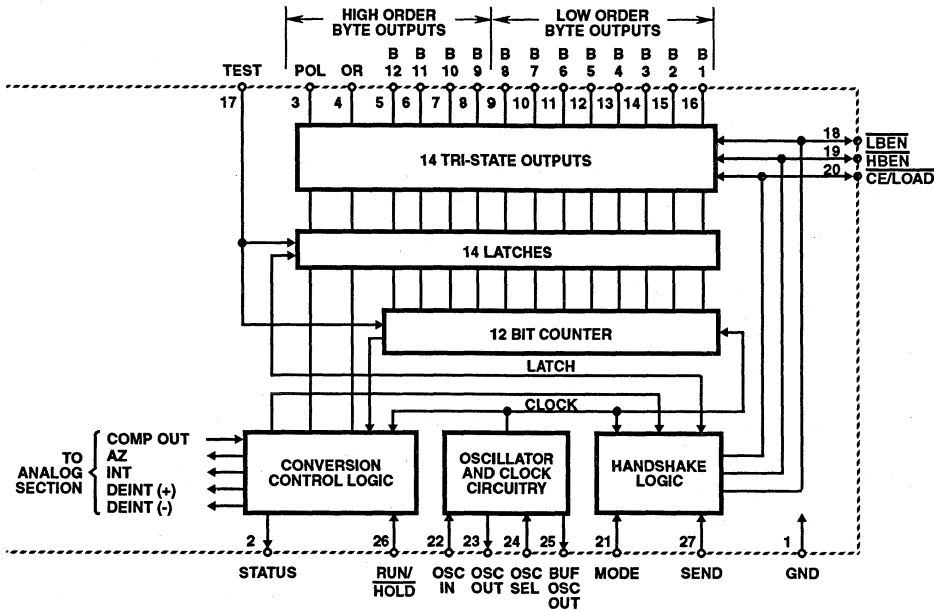 HIGH ORDER
BYTE OUTPUTS
LOW ORDER
BYTE OUTPUTS
B B B B B B B B B B B B
TEST POL OR 12 11 10 9 8 7 6 5 4 3 2 1
17 3 4 5 6 7 8 9 10 11 12 13 14 15 16
14 TRI-STATE OUTPUTS
18 LBEN
19 HBEN
20 CE/LOAD
14 LATCHES
12 BIT COUNTER
LATCH
CLOCK
TO
ANALOG
SECTION
COMP OUT
AZ
INT
DEINT (+)
DEINT (-)
CONVERSION
CONTROL LOGIC
OSCILLATOR
AND CLOCK
CIRCUITRY
HANDSHAKE
LOGIC
2 26 22 23 24 25 21 27 1
STATUS
RUN/
HOLD
OSC
IN
OSC
OUT
OSC
SEL
BUF
OSC
OUT
MODE
SEND
GND